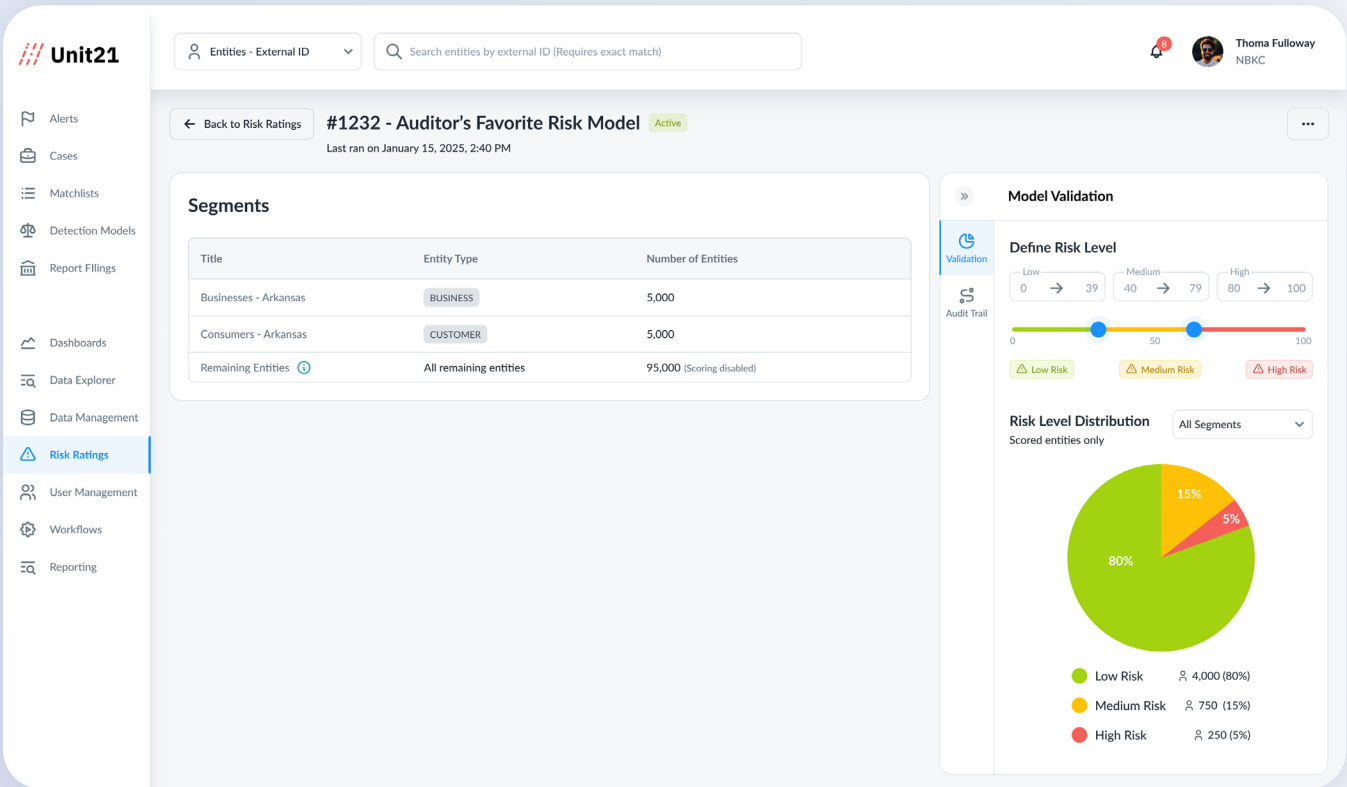 Unit21
Entities - External ID
Search entities by external ID (Requires exact match)
8
Thoma Fulloway
NBKC
Alerts
Cases
Matchlists
Detection Models
Report FIlings
Dashboards
Data Explorer
Data Management
Risk Ratings
User Management
Workflows
Reporting
Back to Risk Ratings
#1232 - Auditor’s Favorite Risk Model
Active
Last ran on January 15, 2025, 2:40 PM
Segments
Title Entity Type Number of Entities
Businesses - Arkansas BUSINESS 5,000
Consumers - Arkansas CUSTOMER 5,000
Remaining Entities All remaining entities 95,000 (Scoring disabled)
Validation
Audit Trail
Model Validation
Define Risk Level
Low Medium High
0 → 39 40 → 79 80 → 100
0 50 100
Low Risk Medium Risk High Risk
Risk Level Distribution
All Segments
Scored entities only
15%
5%
80%
Low Risk 4,000 (80%)
Medium Risk 750 (15%)
High Risk 250 (5%)